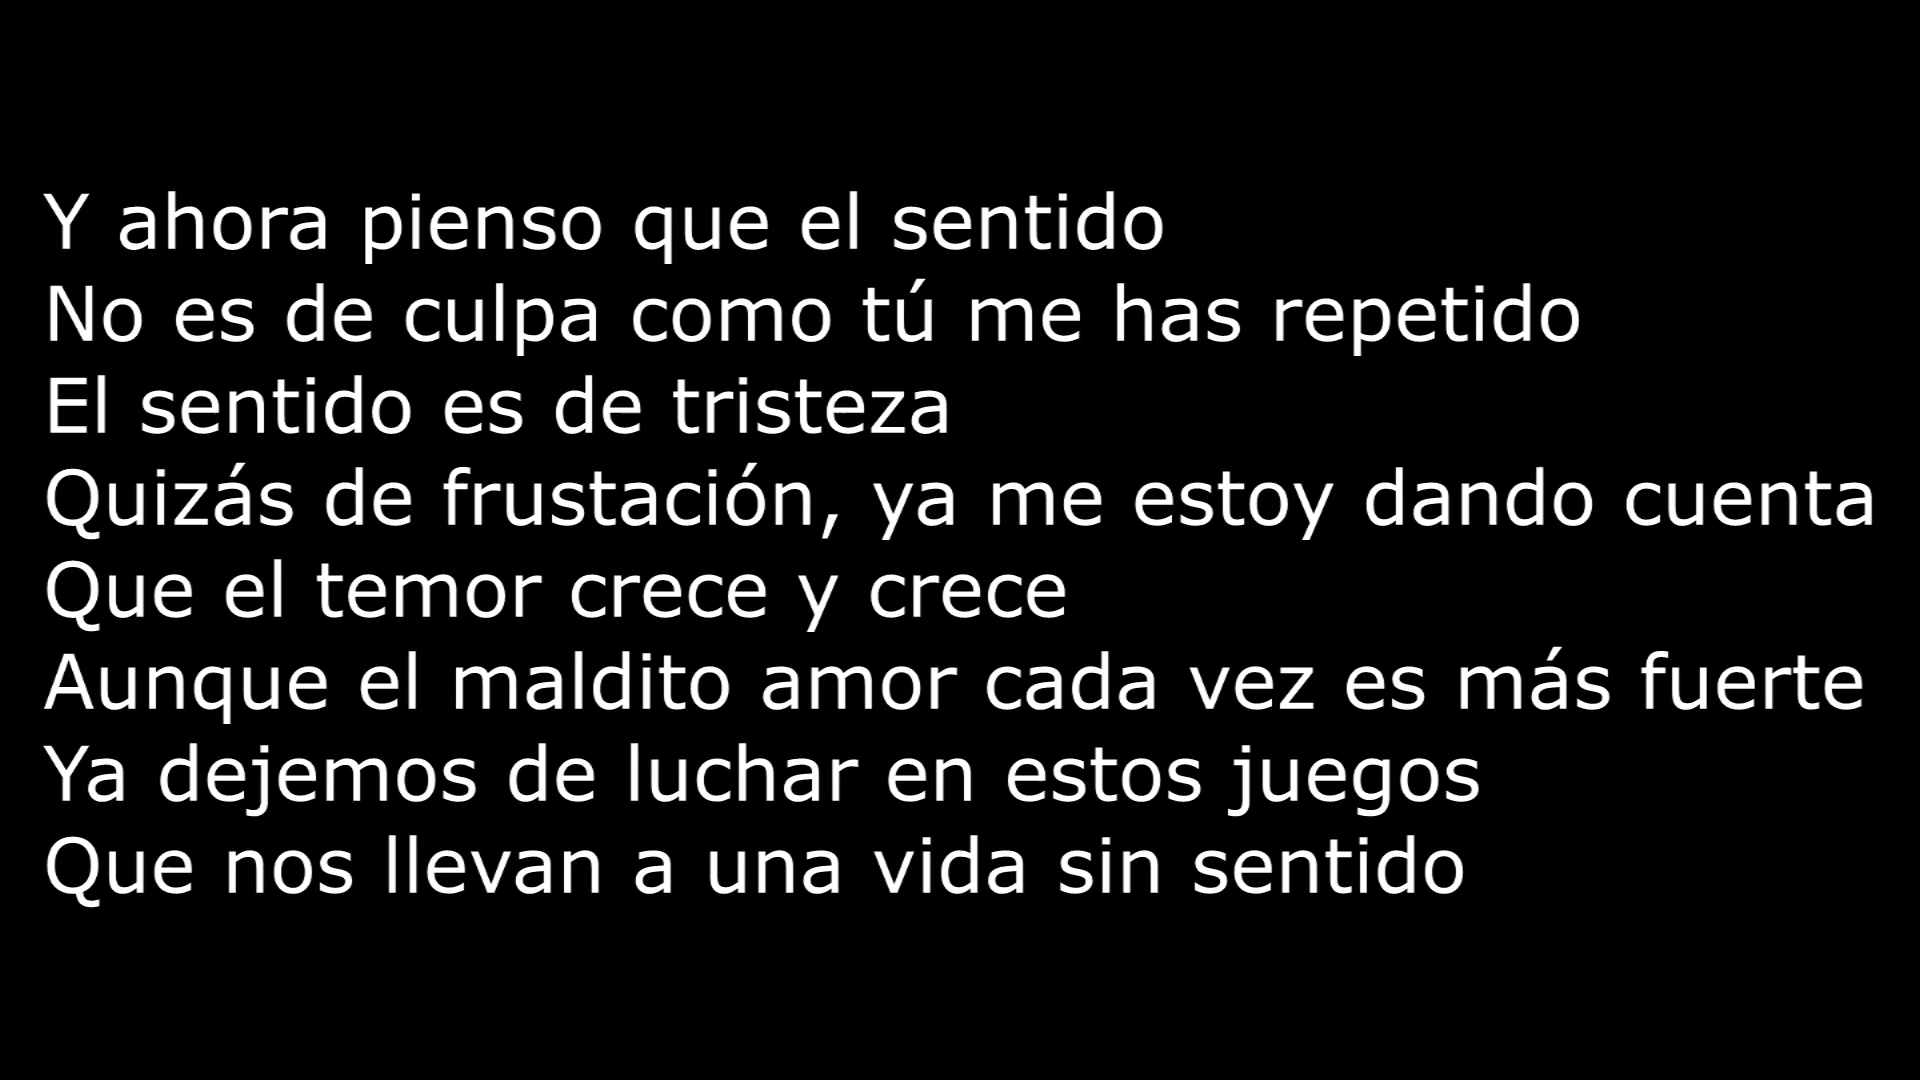 Y ahora pienso que el sentido
No es de culpa como tú me has repetido
El sentido es de tristeza
Quizás de frustación, ya me estoy dando cuenta
Que el temor crece y crece
Aunque el maldito amor cada vez es más fuerte
Ya dejemos de luchar en estos juegos
Que nos llevan a una vida sin sentido